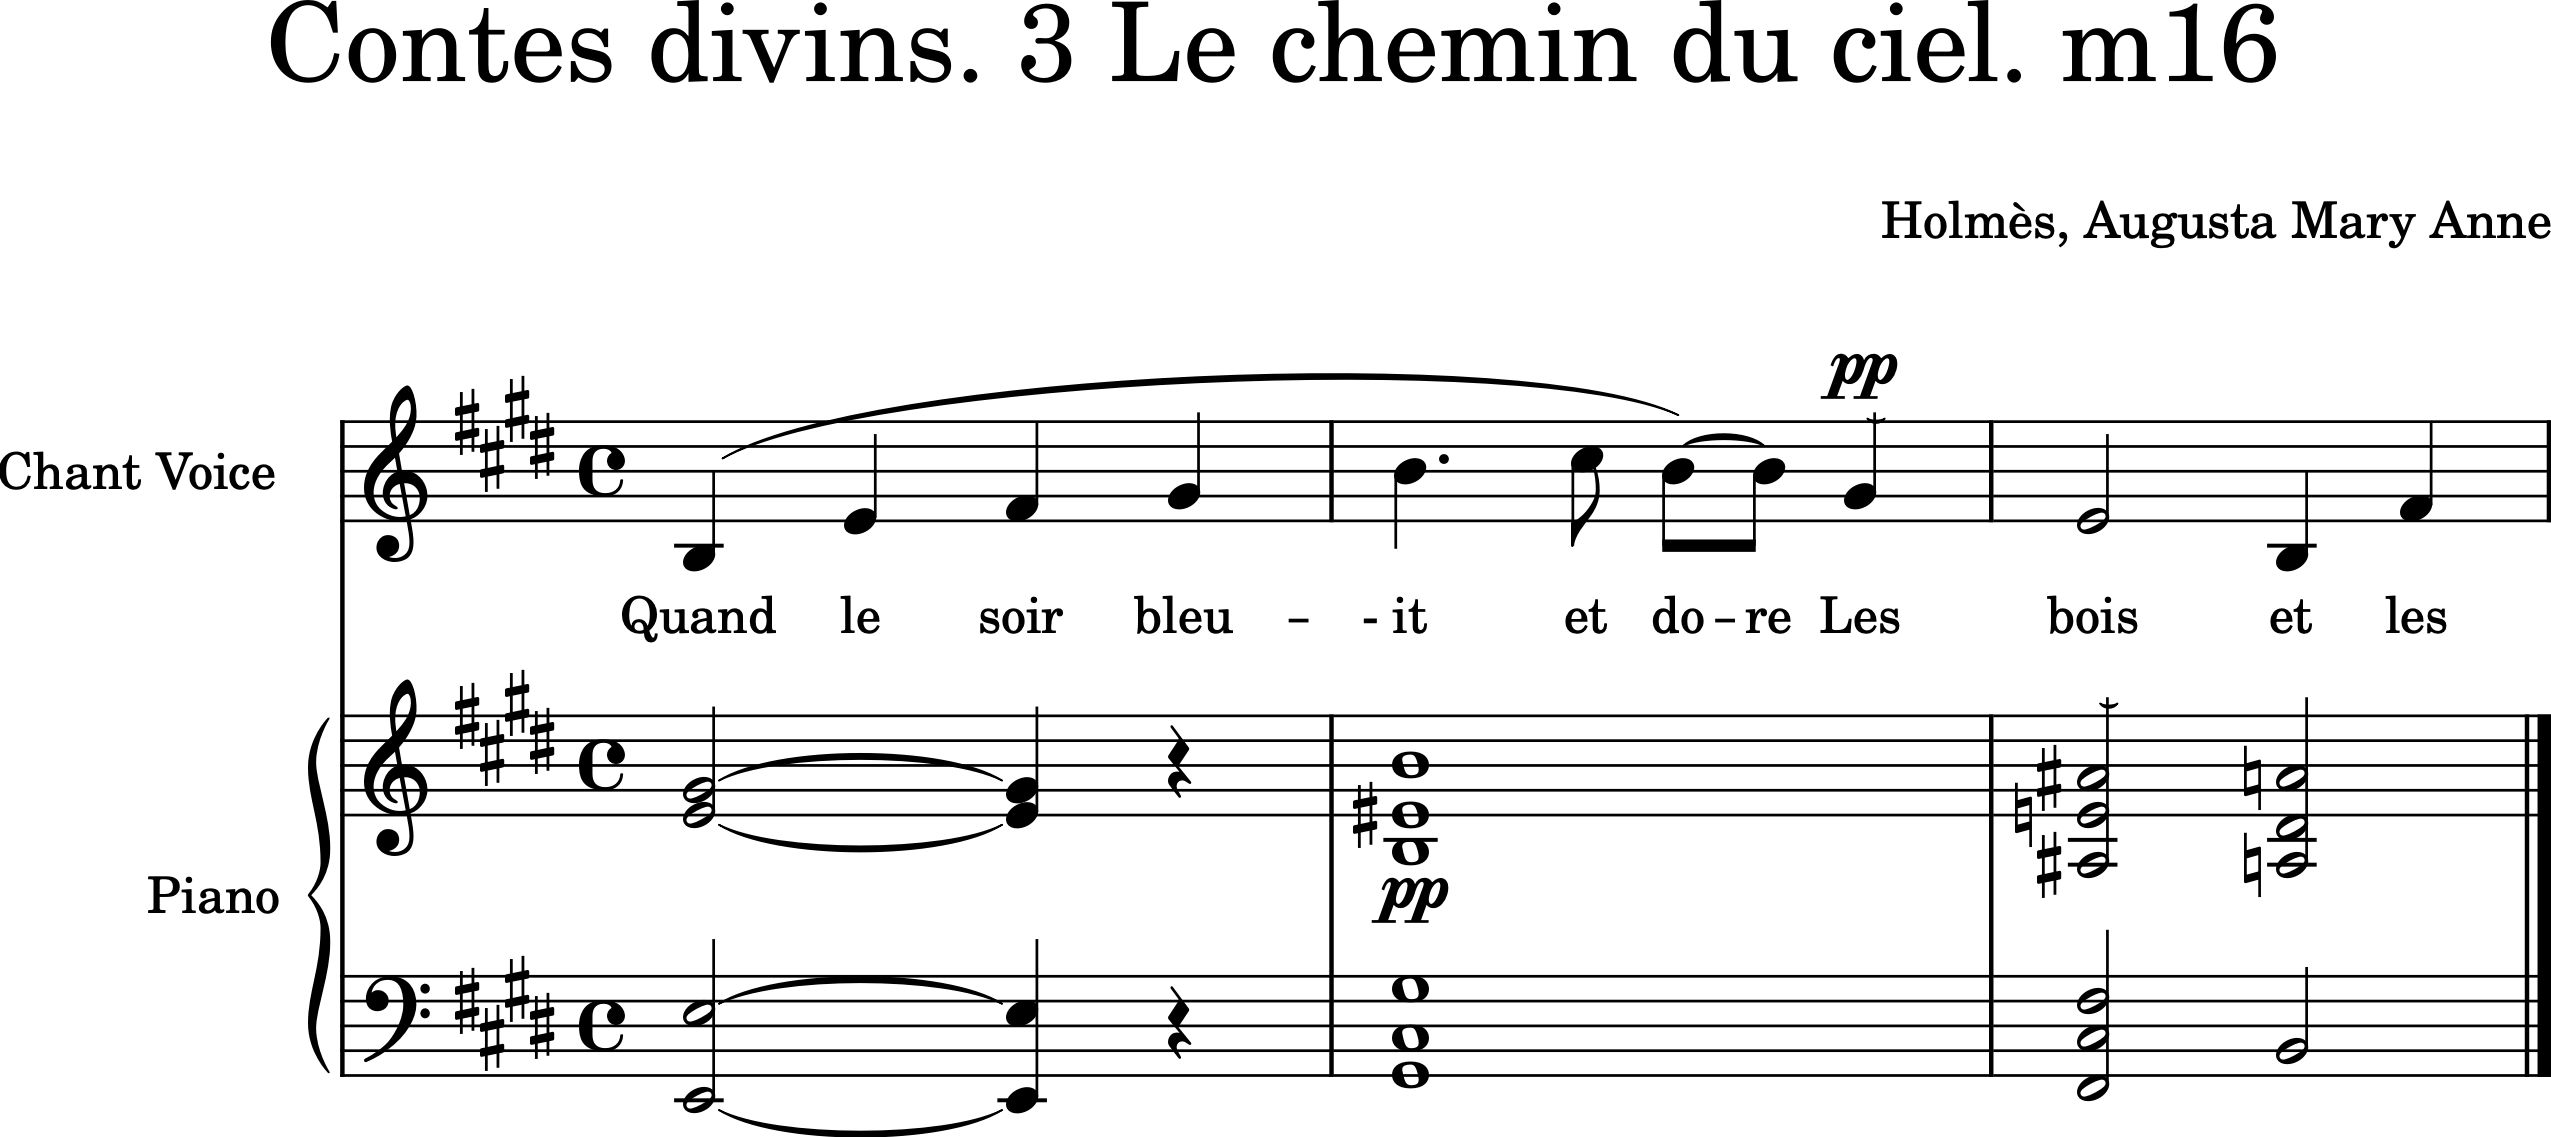 Contes divins. 3 Le chemin du ciel. m16
Holmès, Augusta Mary Anne
pp
Chant Voice
Quand le soir bleu - - it et do - re Les bois et les
Piano
pp